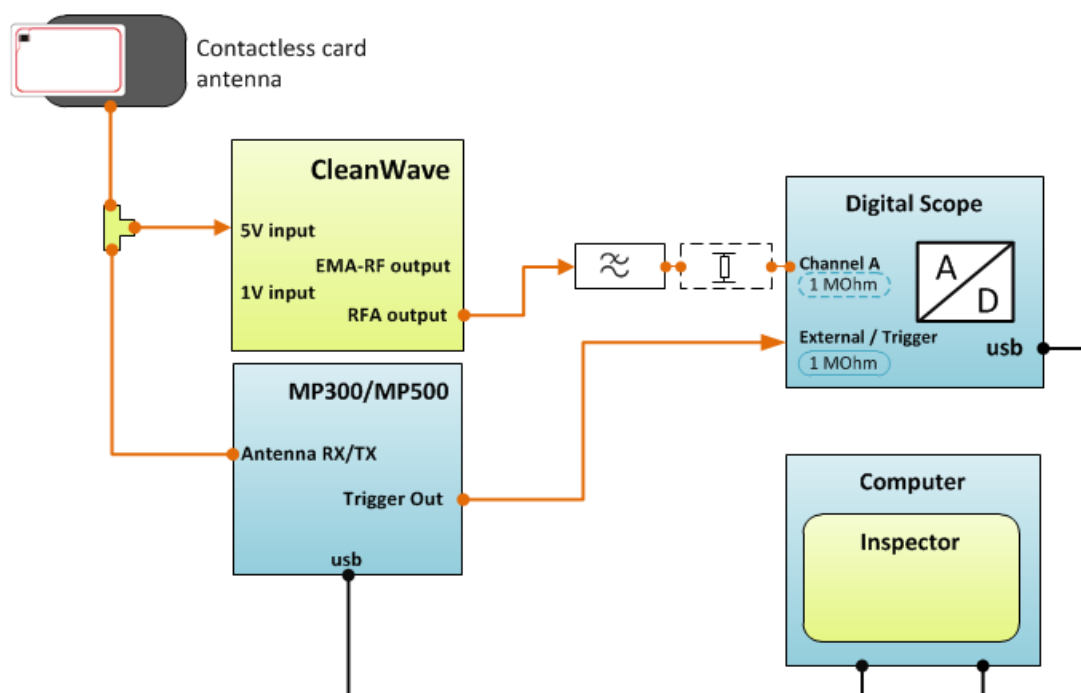 Contactless card
antenna
CleanWave
5V input
EMA-RF output
1V input
RFA output
MP300/MP500
Antenna RX/TX
Trigger Out
usb
Digital Scope
Channel A
1 MOhm
A
D
External / Trigger
1 MOhm
usb
Computer
Inspector